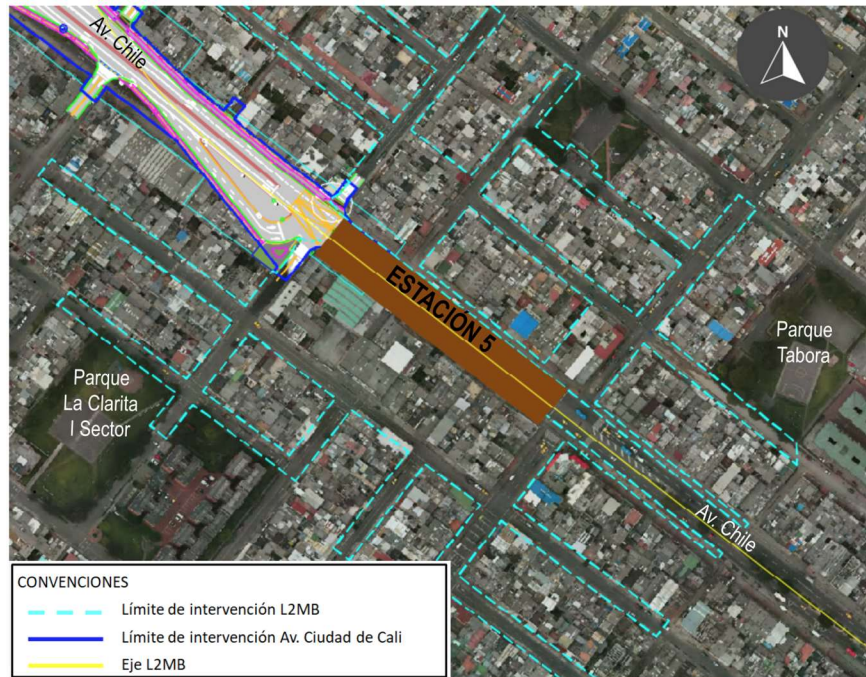 Av. Chile
N
ESTACIÓN 5
Parque
Tabora
Parque
La Clarita
I Sector
Av. Chile
CONVENCIONES
Límite de intervención L2MB
Límite de intervención Av. Ciudad de Cali
Eje L2MB